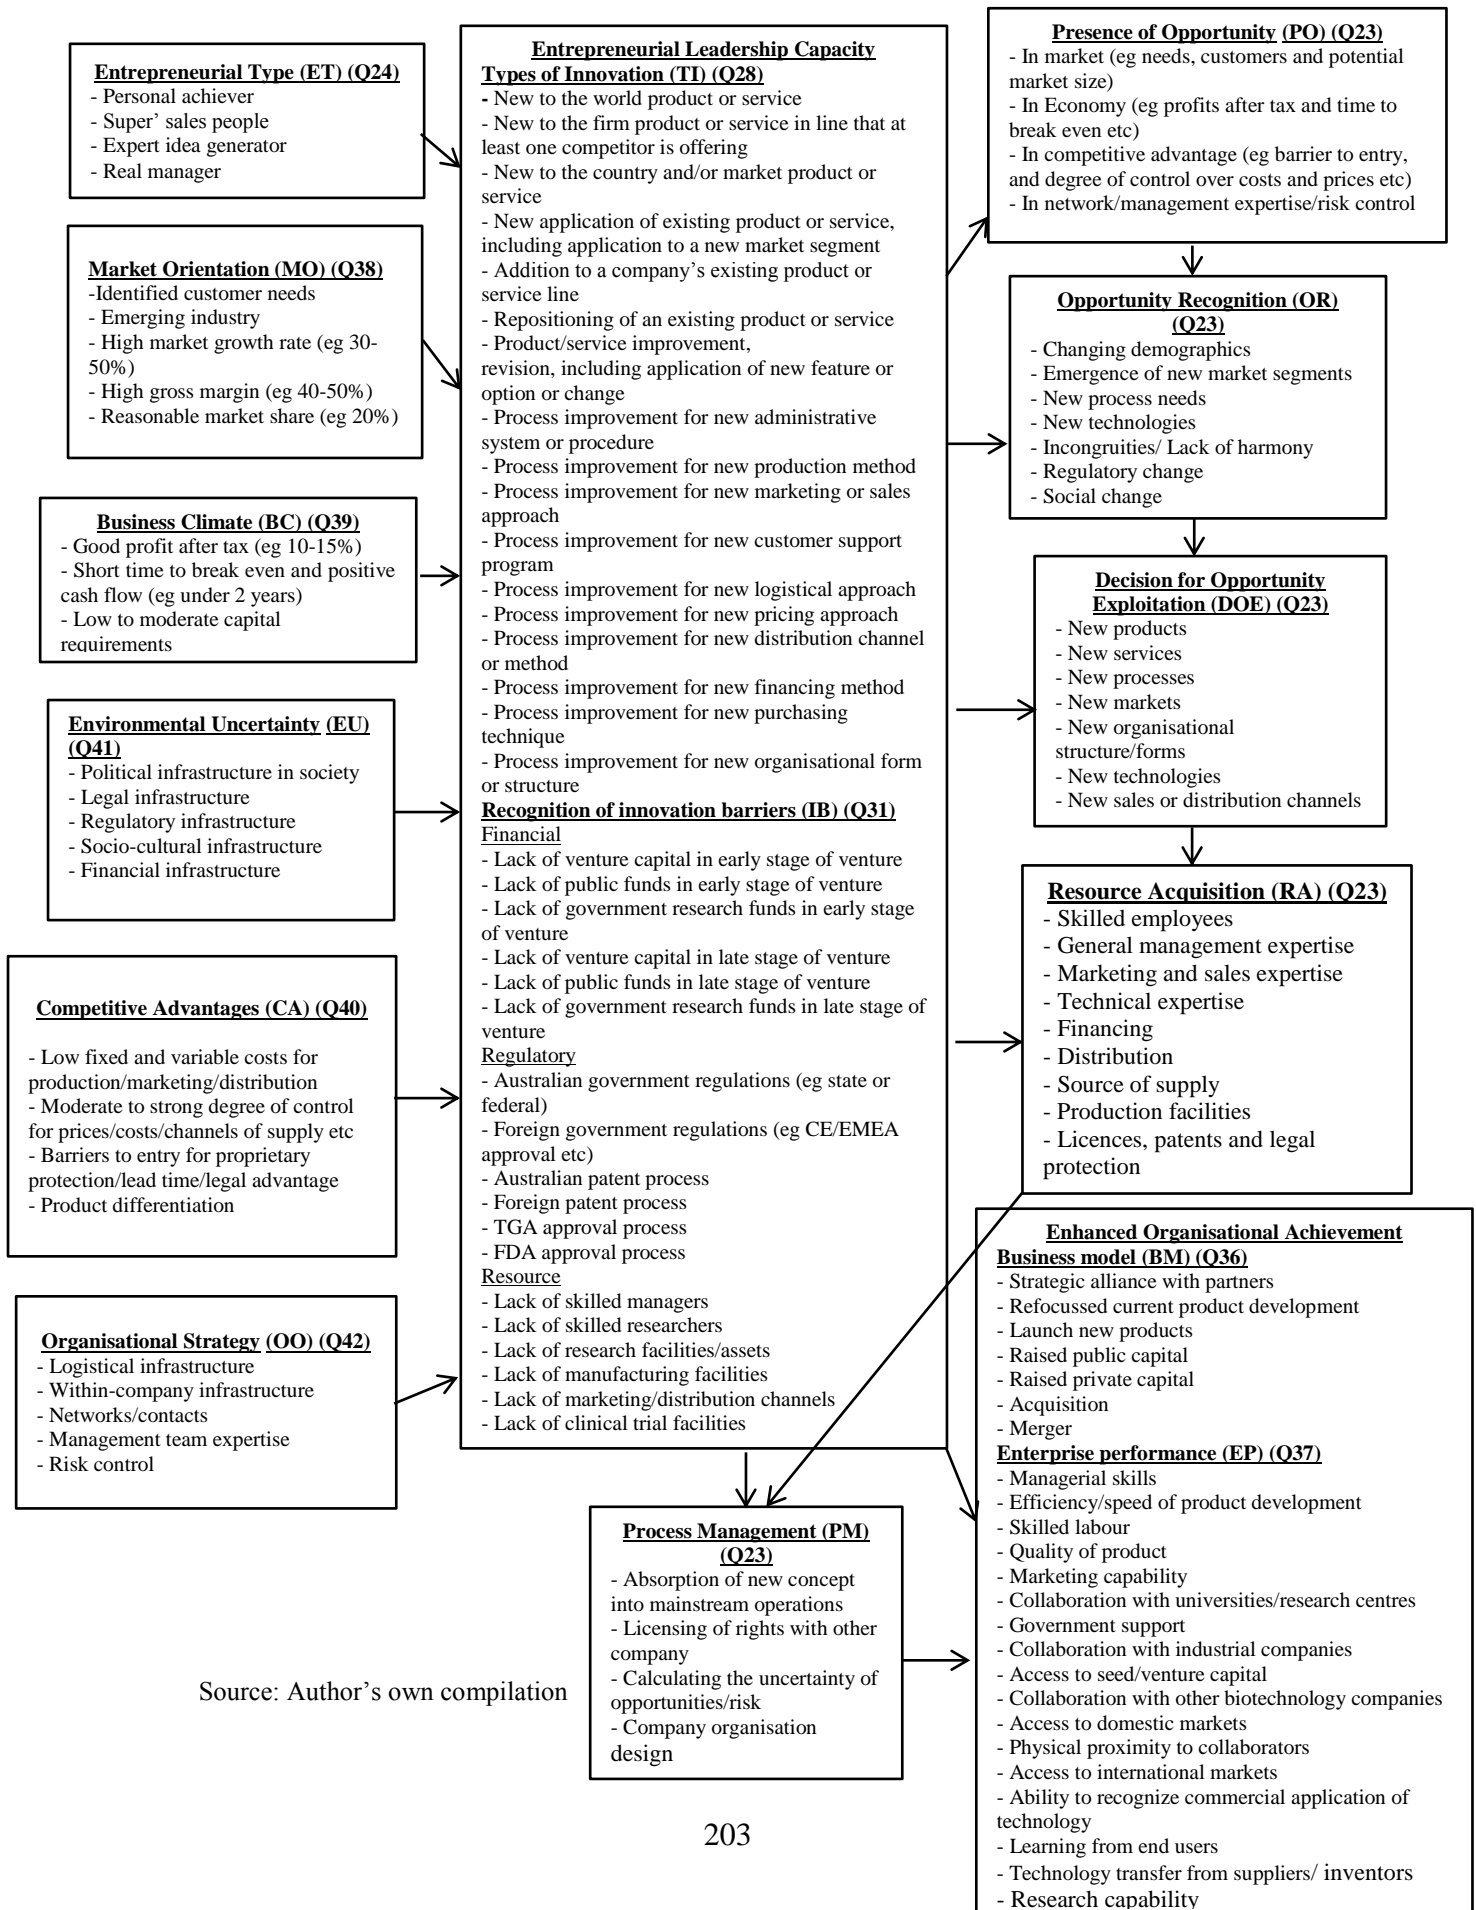 Entrepreneurial Type (ET) (Q24)
- Personal achiever
- Super' sales people
- Expert idea generator
- Real manager
Market Orientation (MO) (Q38)
-Identified customer needs
- Emerging industry
- High market growth rate (eg 30-
50%)
- High gross margin (eg 40-50%)
- Reasonable market share (eg 20%)
Business Climate (BC) (Q39)
- Good profit after tax (eg 10-15%)
- Short time to break even and positive
cash flow (eg under 2 years)
- Low to moderate capital
requirements
Environmental Uncertainty (EU)
(Q41)
- Political infrastructure in society
- Legal infrastructure
- Regulatory infrastructure
- Socio-cultural infrastructure
- Financial infrastructure
Competitive Advantages (CA) (Q40)
- Low fixed and variable costs for
production/marketing/distribution
- Moderate to strong degree of control
for prices/costs/channels of supply etc
- Barriers to entry for proprietary
protection/lead time/legal advantage
- Product differentiation
Organisational Strategy (OO) (Q42)
- Logistical infrastructure
- Within-company infrastructure
- Networks/contacts
- Management team expertise
- Risk control
Entrepreneurial Leadership Capacity
Types of Innovation (TI) (Q28)
- New to the world product or service
- New to the firm product or service in line that at
least one competitor is offering
- New to the country and/or market product or
service
- New application of existing product or service,
including application to a new market segment
- Addition to a company's existing product or
service line
- Repositioning of an existing product or service
- Product/service improvement,
revision, including application of new feature or
option or change
- Process improvement for new administrative
system or procedure
- Process improvement for new production method
- Process improvement for new marketing or sales
approach
- Process improvement for new customer support
program
- Process improvement for new logistical approach
- Process improvement for new pricing approach
- Process improvement for new distribution channel
or method
- Process improvement for new financing method
- Process improvement for new purchasing
technique
- Process improvement for new organisational form
or structure
Recognition of innovation barriers (IB) (Q31)
Financial
- Lack of venture capital in early stage of venture
- Lack of public funds in early stage of venture
- Lack of government research funds in early stage
of venture
- Lack of venture capital in late stage of venture
- Lack of public funds in late stage of venture
- Lack of government research funds in late stage of
venture
Regulatory
- Australian government regulations (eg state or
federal)
- Foreign government regulations (eg CE/EMEA
approval etc)
- Australian patent process
- Foreign patent process
- TGA approval process
- FDA approval process
Resource
- Lack of skilled managers
- Lack of skilled researchers
- Lack of research facilities/assets
- Lack of manufacturing facilities
- Lack of marketing/distribution channels
- Lack of clinical trial facilities
Presence of Opportunity (PO) (Q23)
- In market (eg needs, customers and potential
market size)
- In Economy (eg profits after tax and time to
break even etc)
- In competitive advantage (eg barrier to entry,
and degree of control over costs and prices etc)
- In network/management expertise/risk control
Opportunity Recognition (OR)
(Q23)
- Changing demographics
- Emergence of new market segments
- New process needs
- New technologies
- Incongruities/ Lack of harmony
- Regulatory change
- Social change
Decision for Opportunity
Exploitation (DOE) (Q23)
- New products
- New services
- New processes
- New markets
- New organisational
structure/forms
- New technologies
- New sales or distribution channels
Resource Acquisition (RA) (Q23)
- Skilled employees
- General management expertise
- Marketing and sales expertise
- Technical expertise
- Financing
- Distribution
- Source of supply
- Production facilities
- Licences, patents and legal
protection
Process Management (PM)
(Q23)
- Absorption of new concept
into mainstream operations
- Licensing of rights with other
company
- Calculating the uncertainty of
opportunities/risk
- Company organisation
design
Enhanced Organisational Achievement
Business model (BM) (Q36)
- Strategic alliance with partners
- Refocussed current product development
- Launch new products
- Raised public capital
- Raised private capital
- Acquisition
- Merger
Enterprise performance (EP) (Q37)
- Managerial skills
- Efficiency/speed of product development
- Skilled labour
- Quality of product
- Marketing capability
- Collaboration with universities/research centres
- Government support
- Collaboration with industrial companies
- Access to seed/venture capital
- Collaboration with other biotechnology companies
- Access to domestic markets
- Physical proximity to collaborators
- Access to international markets
- Ability to recognize commercial application of
technology
- Learning from end users
- Technology transfer from suppliers/ inventors
- Research capability
Source: Author's own compilation
203